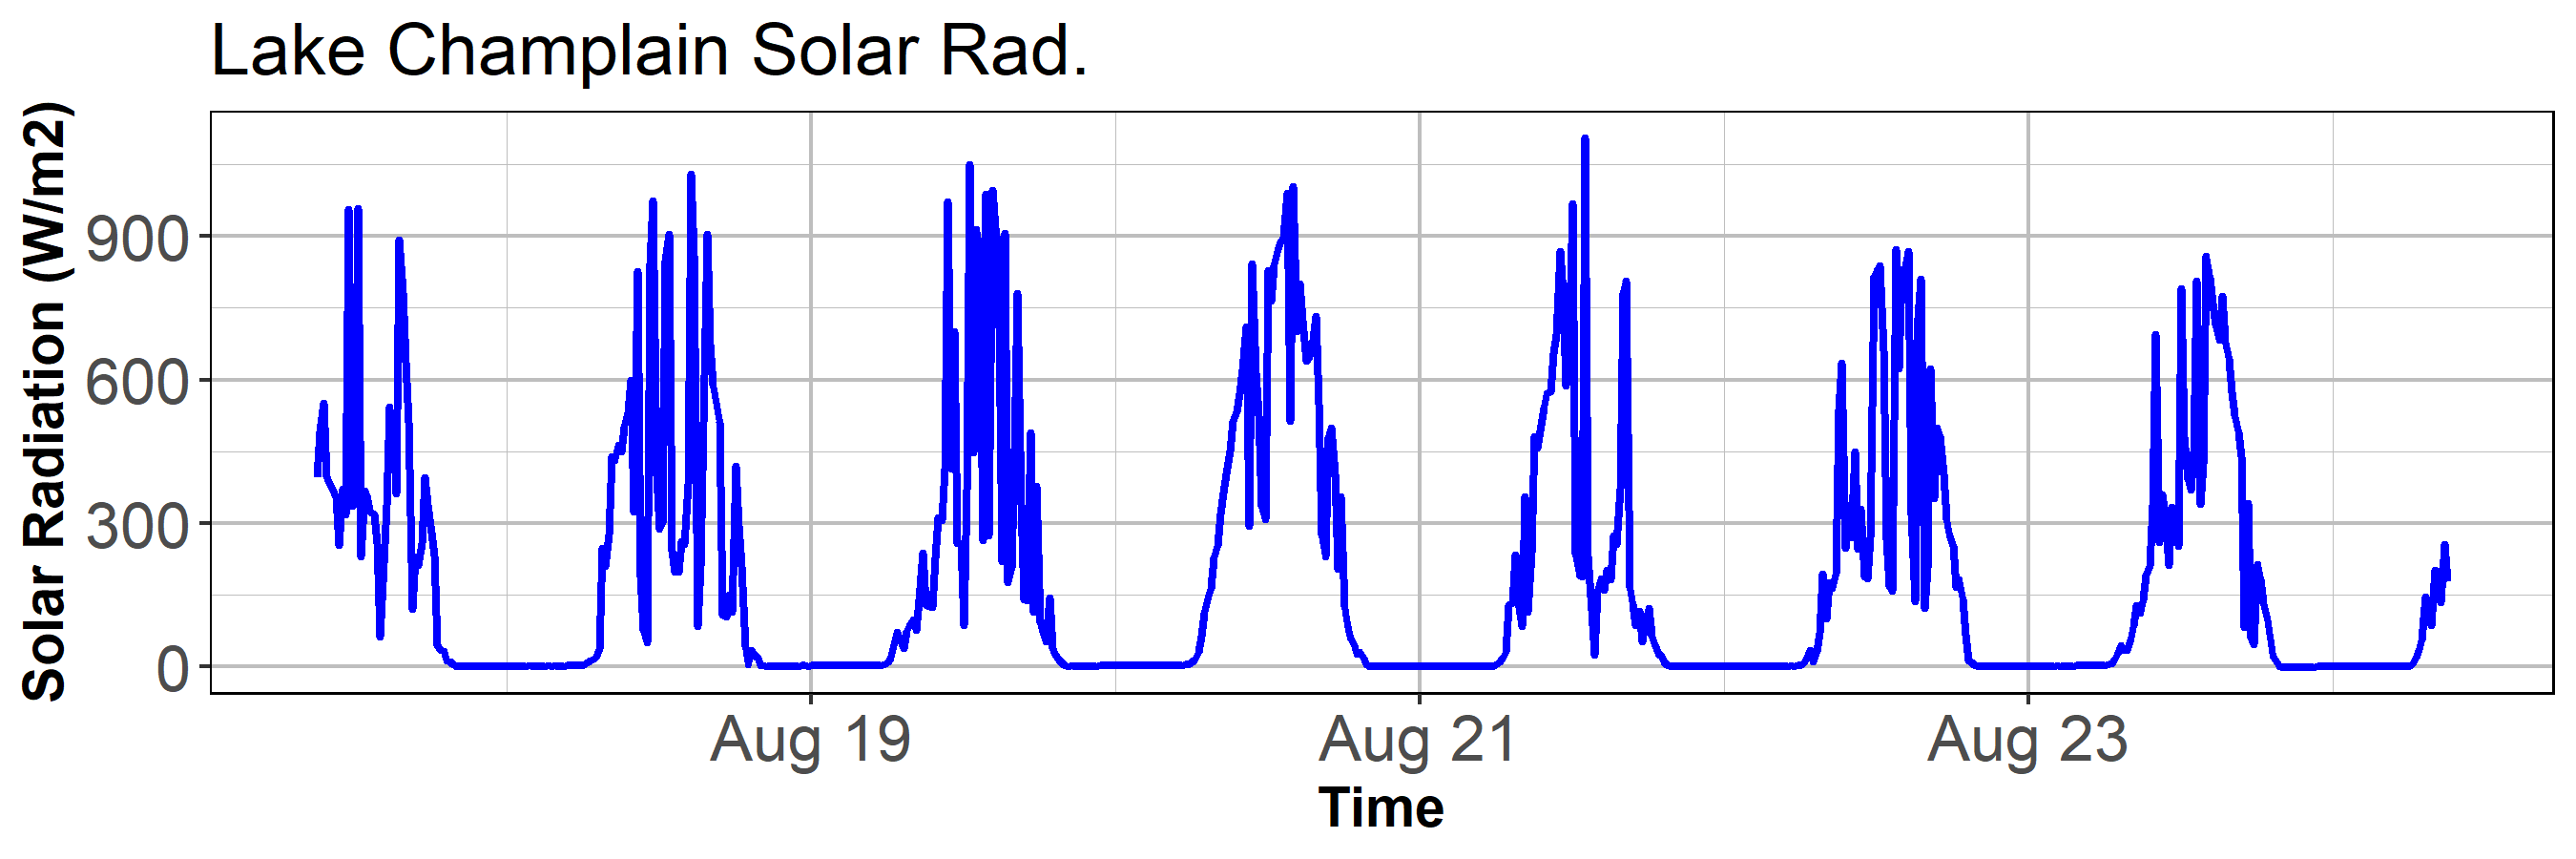 Lake Champlain Solar Rad.
Solar Radiation (W/m2)
900
600
300
0
Aug 19 Aug 21 Aug 23
Time